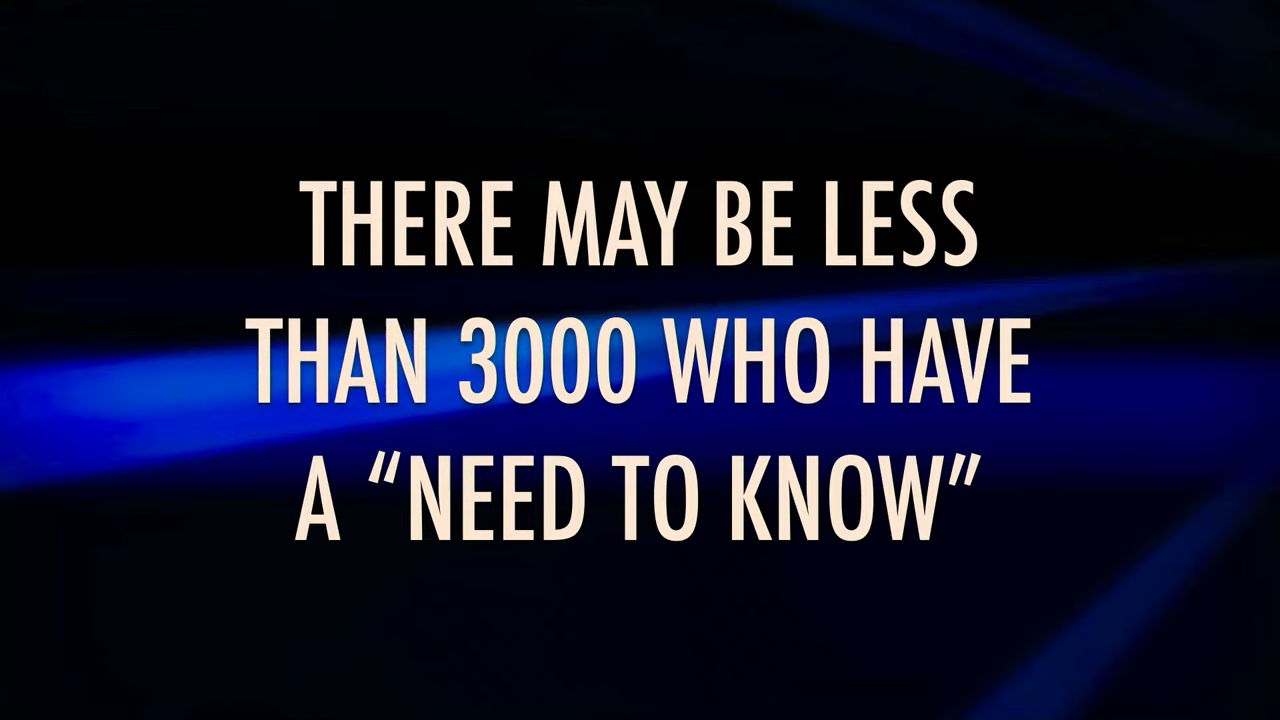 THERE MAY BE LESS
THAN 3000 WHO HAVE
A “NEED TO KNOW”